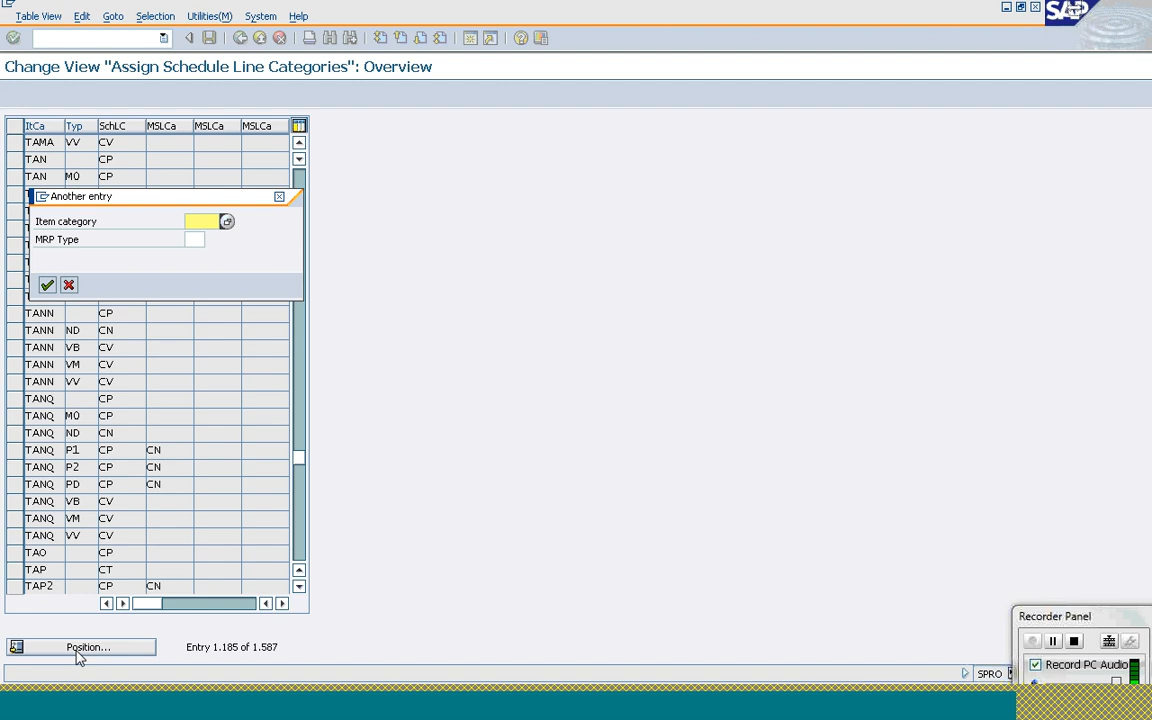 Table View Edit Goto Selection Utilities(M) System Help
SAP
Change View "Assign Schedule Line Categories": Overview
ItCa Typ SchLC MSLCa MSLCa MSLCa
TAMA VV CV
TAN CP
TAN M0 CP
Another entry
Item category
MRP Type
TANN CP
TANN ND CN
TANN VB CV
TANN VM CV
TANN VV CV
TANQ CP
TANQ M0 CP
TANQ ND CN
TANQ P1 CP CN
TANQ P2 CP CN
TANQ PD CP CN
TANQ VB CV
TANQ VM CV
TANQ VV CV
TAO CP
TAP CT
TAP2 CP CN
Position... Entry 1.185 of 1.587
Recorder Panel
Record PC Audio
SPRO